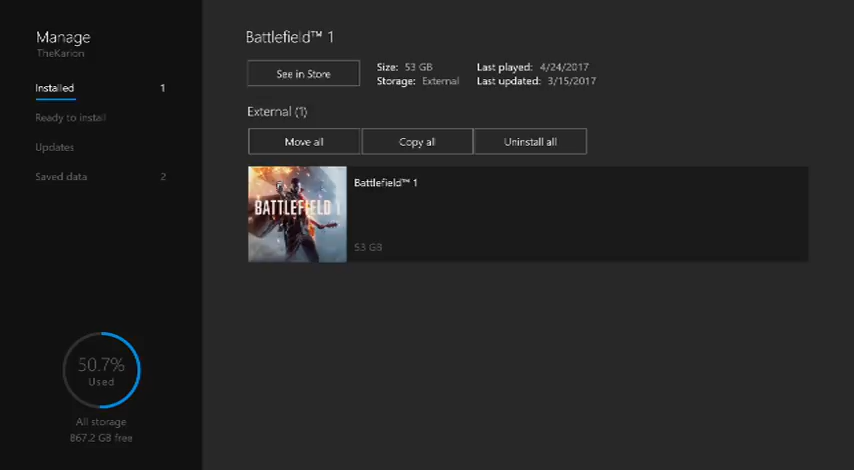 Manage
TheKarion
Installed 1
Ready to install
Updates
Saved data 2
50.7%
Used
All storage
867.2 GB free
Battlefield™ 1
See in Store
Size: 53 GB Last played: 4/24/2017
Storage: External Last updated: 3/15/2017
External (1)
Move all Copy all Uninstall all
BATTLEFIELD 1
Battlefield™ 1
53 GB